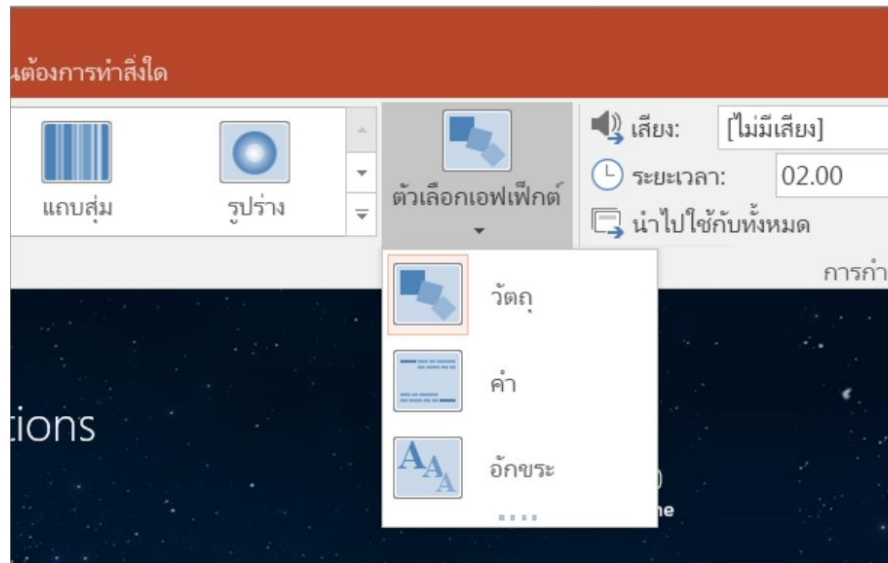 นต้องการทำสิ่งใด
แถบสุ่ม
รูปร่าง
ตัวเลือกเอฟเฟ็กต์
เสียง: [ไม่มีเสียง]
ระยะเวลา: 02.00
นำไปใช้กับทั้งหมด
การกำ
วัตถุ
คำ
อักขระ
tions
ne